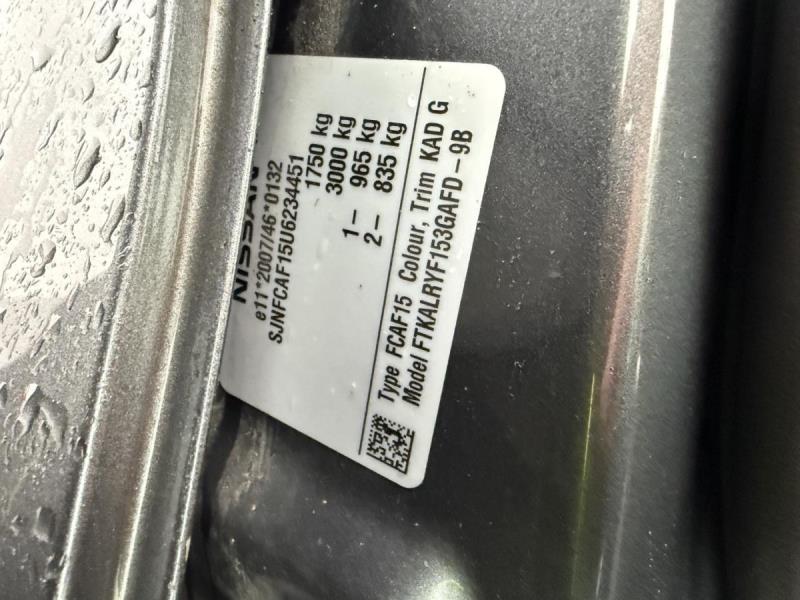 NISSAN
e11*2007/46*0132
SJNFCAF15U6234451
1750 kg
3000 kg
1– 965 kg
2– 835 kg
Type FCAF15 Colour, Trim KAD G
Model FTKALRYF153GAFD–9B